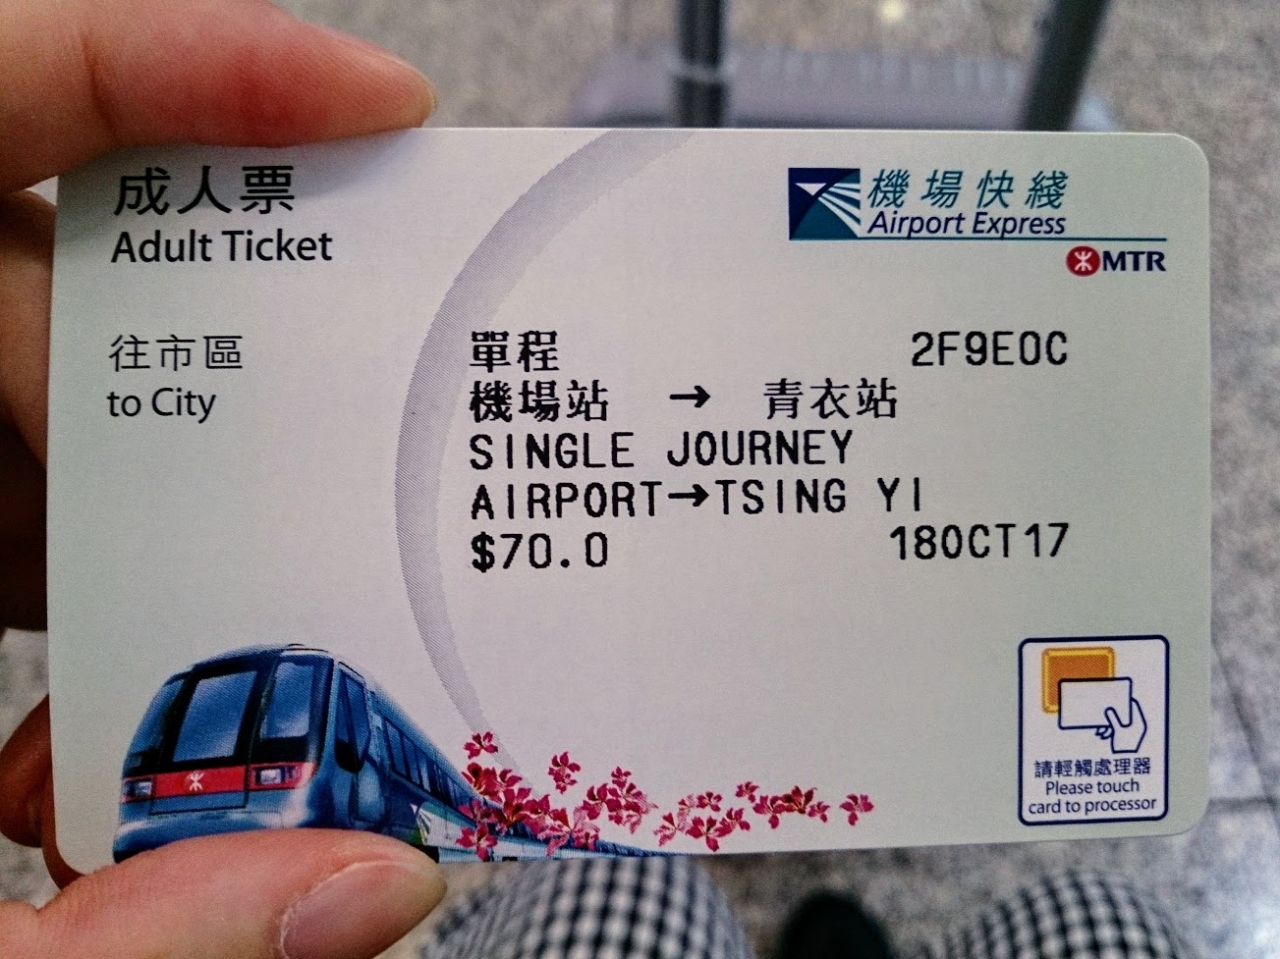 成人票
Adult Ticket
機場快綫
Airport Express
MTR
往市區
to City
單程 2F9E0C
機場站 → 青衣站
SINGLE JOURNEY
AIRPORT→TSING YI
$70.0 18OCT17
請輕觸處理器
Please touch
card to processor